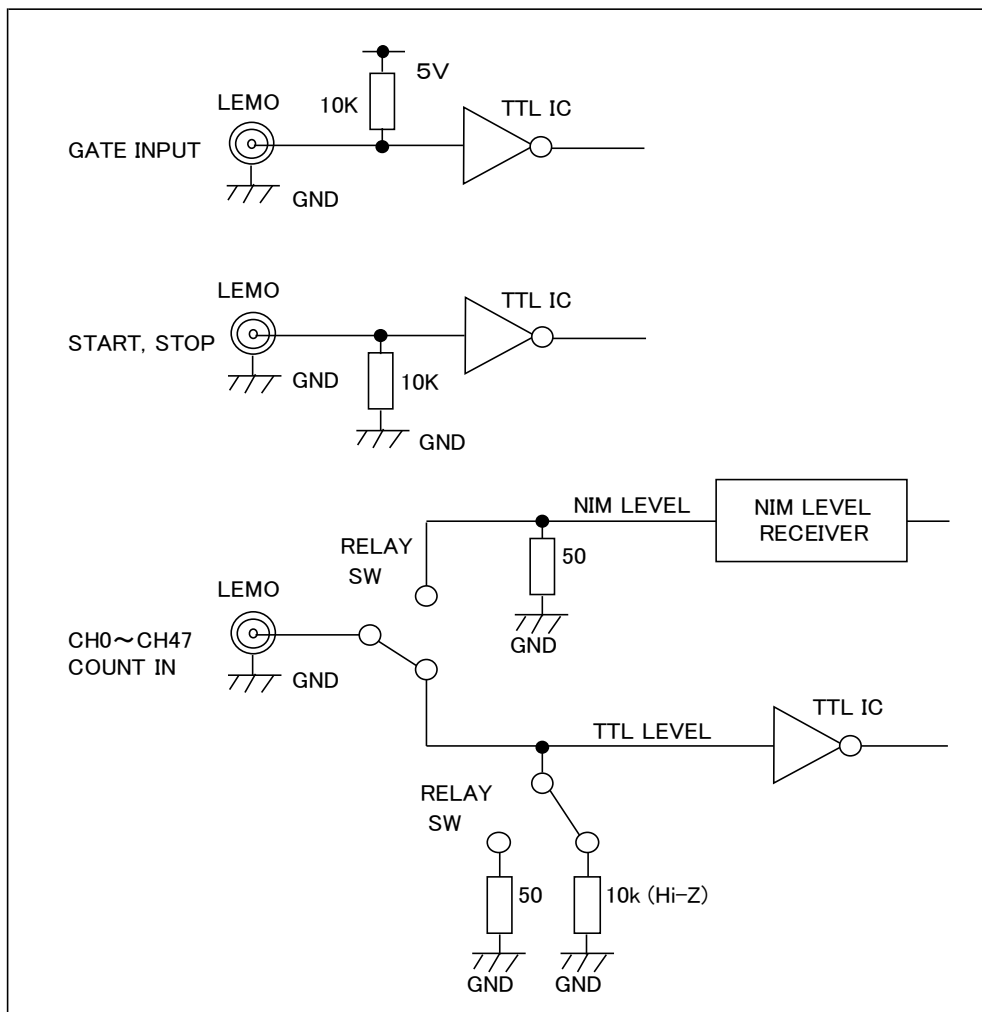 5V
10K
LEMO
TTL IC
GATE INPUT
GND
LEMO
TTL IC
START, STOP
GND
10K
GND
NIM LEVEL
NIM LEVEL
RECEIVER
RELAY
SW
50
LEMO
GND
CH0～CH47
COUNT IN
GND
TTL IC
TTL LEVEL
RELAY
SW
50
10k (Hi-Z)
GND
GND